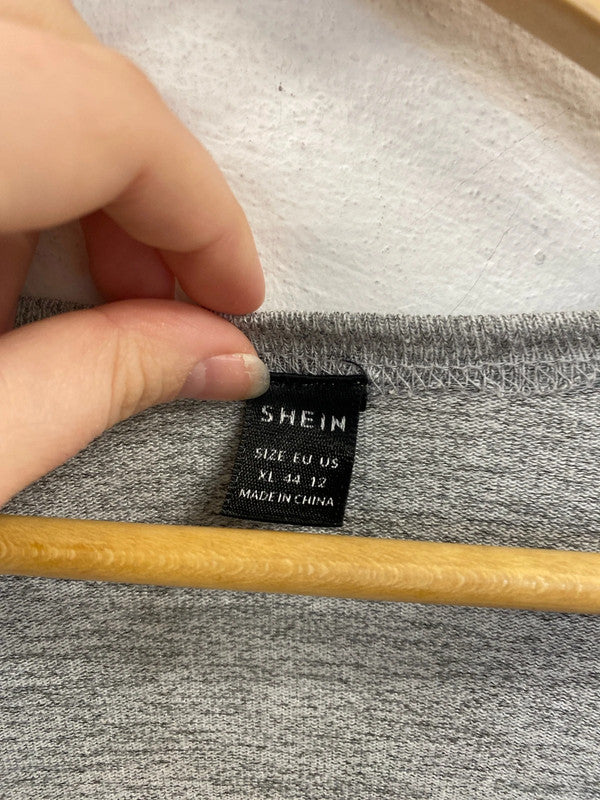 SHEIN
SIZE EU US
XL 44 12
MADE IN CHINA